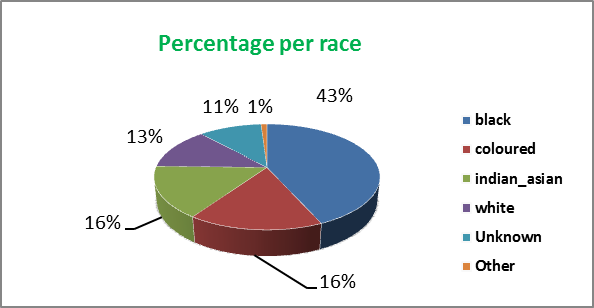 Percentage per race
11% 1% 43%
13%
16%
16%
black
coloured
indian_asian
white
Unknown
Other